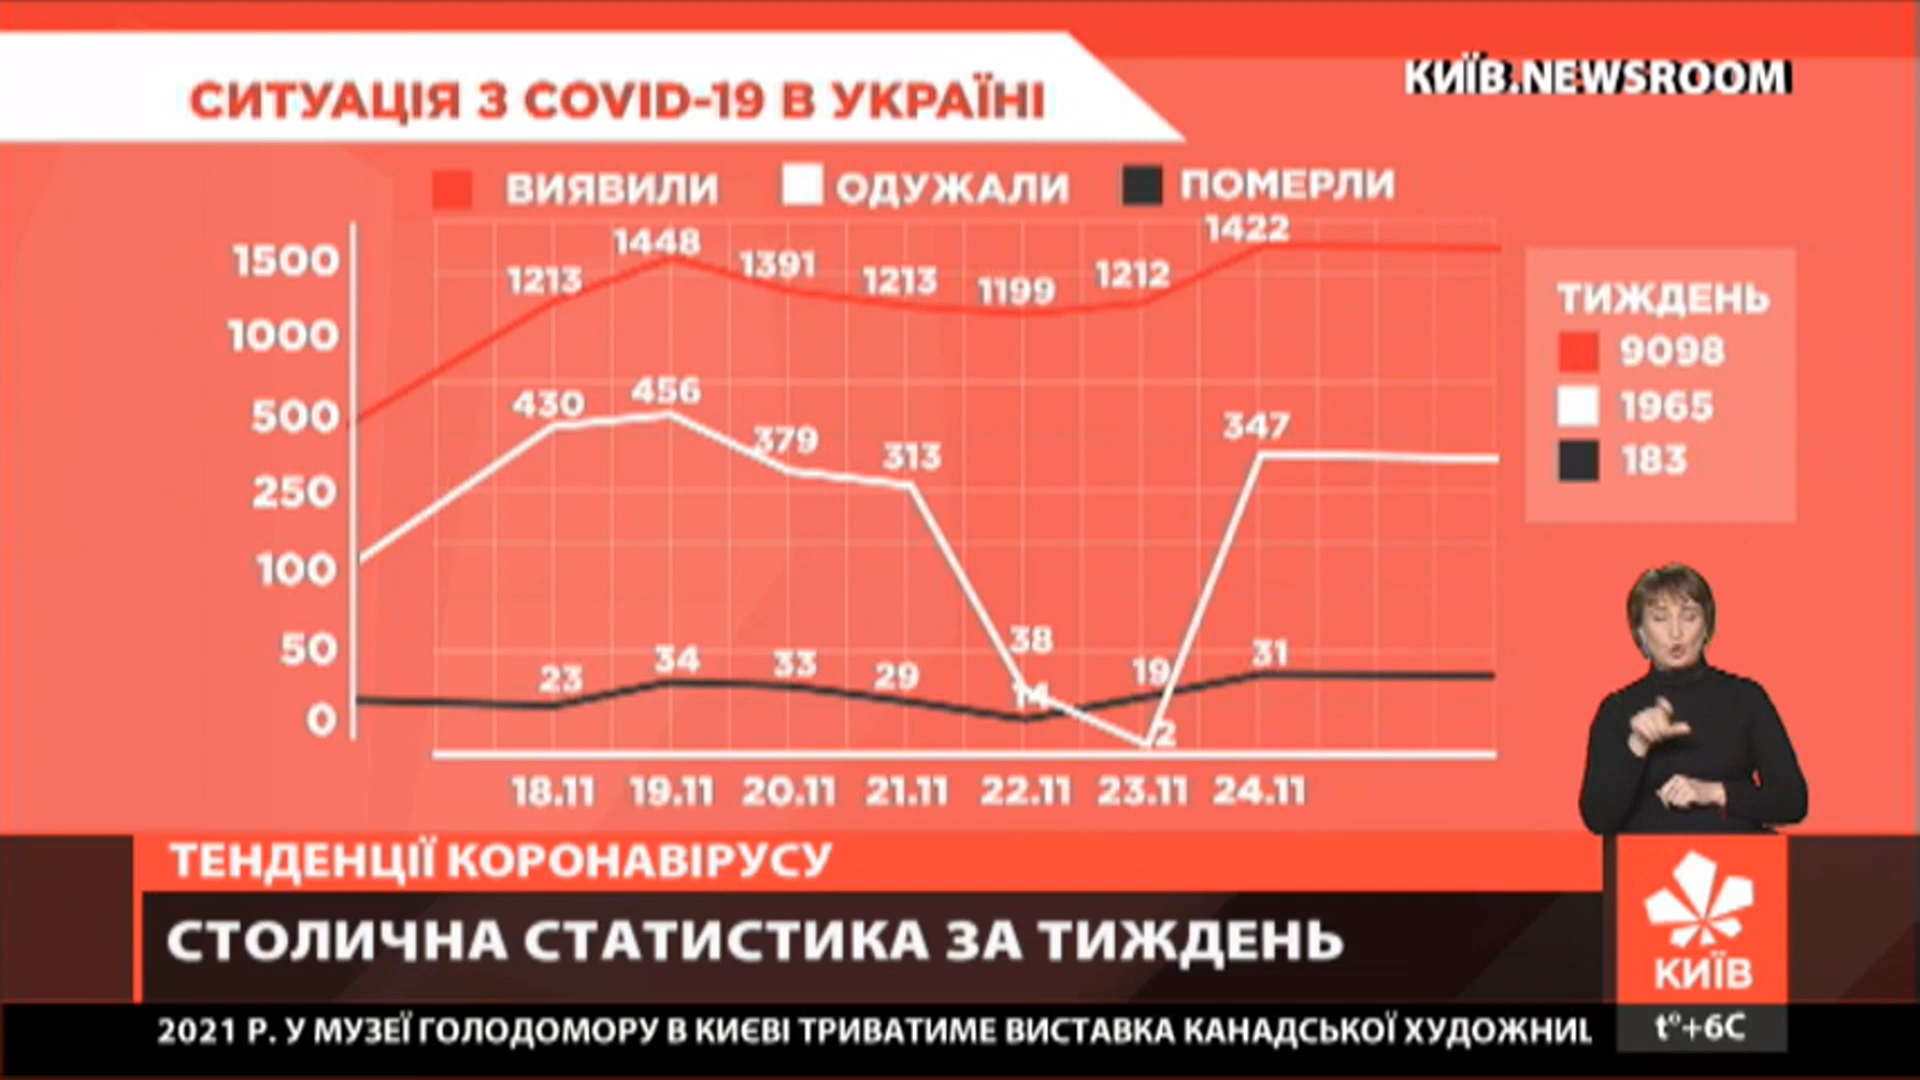 СИТУАЦІЯ З COVID-19 В УКРАЇНІ
КИЇВ.NEWSROOM
ВИЯВИЛИ ОДУЖАЛИ ПОМЕРЛИ
1500
1000
500
250
100
50
0
1213 1448 1391 1213 1199 1212 1422
430 456 379 313 38 2 347
23 34 33 29 14 19 31
18.11 19.11 20.11 21.11 22.11 23.11 24.11
ТИЖДЕНЬ
9098
1965
183
ТЕНДЕНЦІЇ КОРОНАВІРУСУ
СТОЛИЧНА СТАТИСТИКА ЗА ТИЖДЕНЬ
КИЇВ
2021 Р. У МУЗЕЇ ГОЛОДОМОРУ В КИЄВІ ТРИВАТИМЕ ВИСТАВКА КАНАДСЬКОЇ
t°+6C